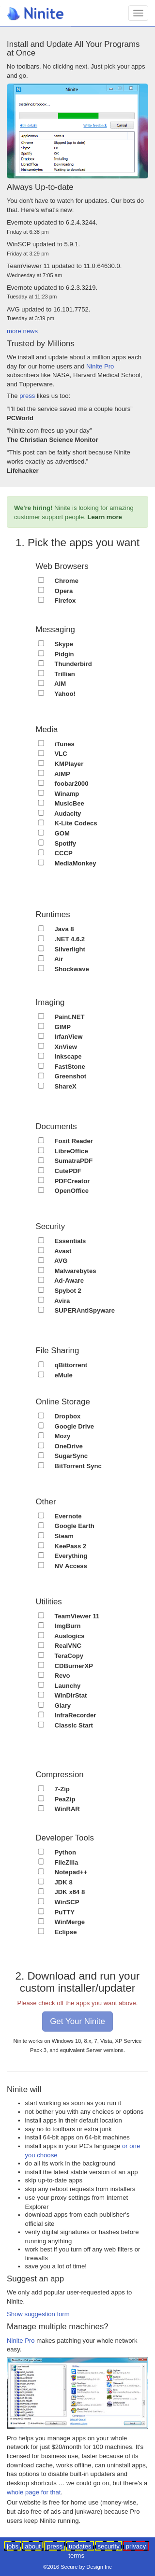 Ninite
Install and Update All Your Programs
at Once
No toolbars. No clicking next. Just pick your apps
and go.
Ninite
Installing Dropbox...
Application
Status
Always Up-to-date
You don't have to watch for updates. Our bots do
that. Here's what's new:
Evernote updated to 6.2.4.3244.
Friday at 6:38 pm
WinSCP updated to 5.9.1.
Friday at 3:29 pm
TeamViewer 11 updated to 11.0.64630.0.
Wednesday at 7:05 am
Evernote updated to 6.2.3.3219.
Tuesday at 11:23 pm
AVG updated to 16.101.7752.
Tuesday at 3:39 pm
more news
Trusted by Millions
We install and update about a million apps each
day for our home users and Ninite Pro
subscribers like NASA, Harvard Medical School,
and Tupperware.
The press likes us too:
"I'll bet the service saved me a couple hours"
PCWorld
"Ninite.com frees up your day"
The Christian Science Monitor
"This post can be fairly short because Ninite
works exactly as advertised."
Lifehacker
We're hiring! Ninite is looking for amazing
customer support people. Learn more
1. Pick the apps you want
Web Browsers
Chrome
Opera
Firefox
Messaging
Skype
Pidgin
Thunderbird
Trillian
AIM
Yahoo!
Media
iTunes
VLC
KMPlayer
AIMP
foobar2000
Winamp
MusicBee
Audacity
K-Lite Codecs
GOM
Spotify
CCCP
MediaMonkey
Runtimes
Java 8
.NET 4.6.2
Silverlight
Air
Shockwave
Imaging
Paint.NET
GIMP
IrfanView
XnView
Inkscape
FastStone
Greenshot
ShareX
Documents
Foxit Reader
LibreOffice
SumatraPDF
CutePDF
PDFCreator
OpenOffice
Security
Essentials
Avast
AVG
Malwarebytes
Ad-Aware
Spybot 2
Avira
SUPERAntiSpyware
File Sharing
qBittorrent
eMule
Online Storage
Dropbox
Google Drive
Mozy
OneDrive
SugarSync
BitTorrent Sync
Other
Evernote
Google Earth
Steam
KeePass 2
Everything
NV Access
Utilities
TeamViewer 11
ImgBurn
Auslogics
RealVNC
TeraCopy
CDBurnerXP
Revo
Launchy
WinDirStat
Glary
InfraRecorder
Classic Start
Compression
7-Zip
PeaZip
WinRAR
Developer Tools
Python
FileZilla
Notepad++
JDK 8
JDK x64 8
WinSCP
PuTTY
WinMerge
Eclipse
2. Download and run your
custom installer/updater
Please check off the apps you want above.
Get Your Ninite
Ninite works on Windows 10, 8.x, 7, Vista, XP Service
Pack 3, and equivalent Server versions.
Ninite will
start working as soon as you run it
not bother you with any choices or options
install apps in their default location
say no to toolbars or extra junk
install 64-bit apps on 64-bit machines
install apps in your PC's language or one
you choose
do all its work in the background
install the latest stable version of an app
skip up-to-date apps
skip any reboot requests from installers
use your proxy settings from Internet
Explorer
download apps from each publisher's
official site
verify digital signatures or hashes before
running anything
work best if you turn off any web filters or
firewalls
save you a lot of time!
Suggest an app
We only add popular user-requested apps to
Ninite.
Show suggestion form
Manage multiple machines?
Ninite Pro makes patching your whole network
easy.
Pro helps you manage apps on your whole
network for just $20/month for 100 machines. It's
licensed for business use, faster because of its
download cache, works offline, can uninstall apps,
has options to disable built-in updaters and
desktop shortcuts ... we could go on, but there's a
whole page for that.
Our website is free for home use (money-wise,
but also free of ads and junkware) because Pro
users keep Ninite running.
jobs about press updates security privacy
terms
©2016 Secure by Design Inc